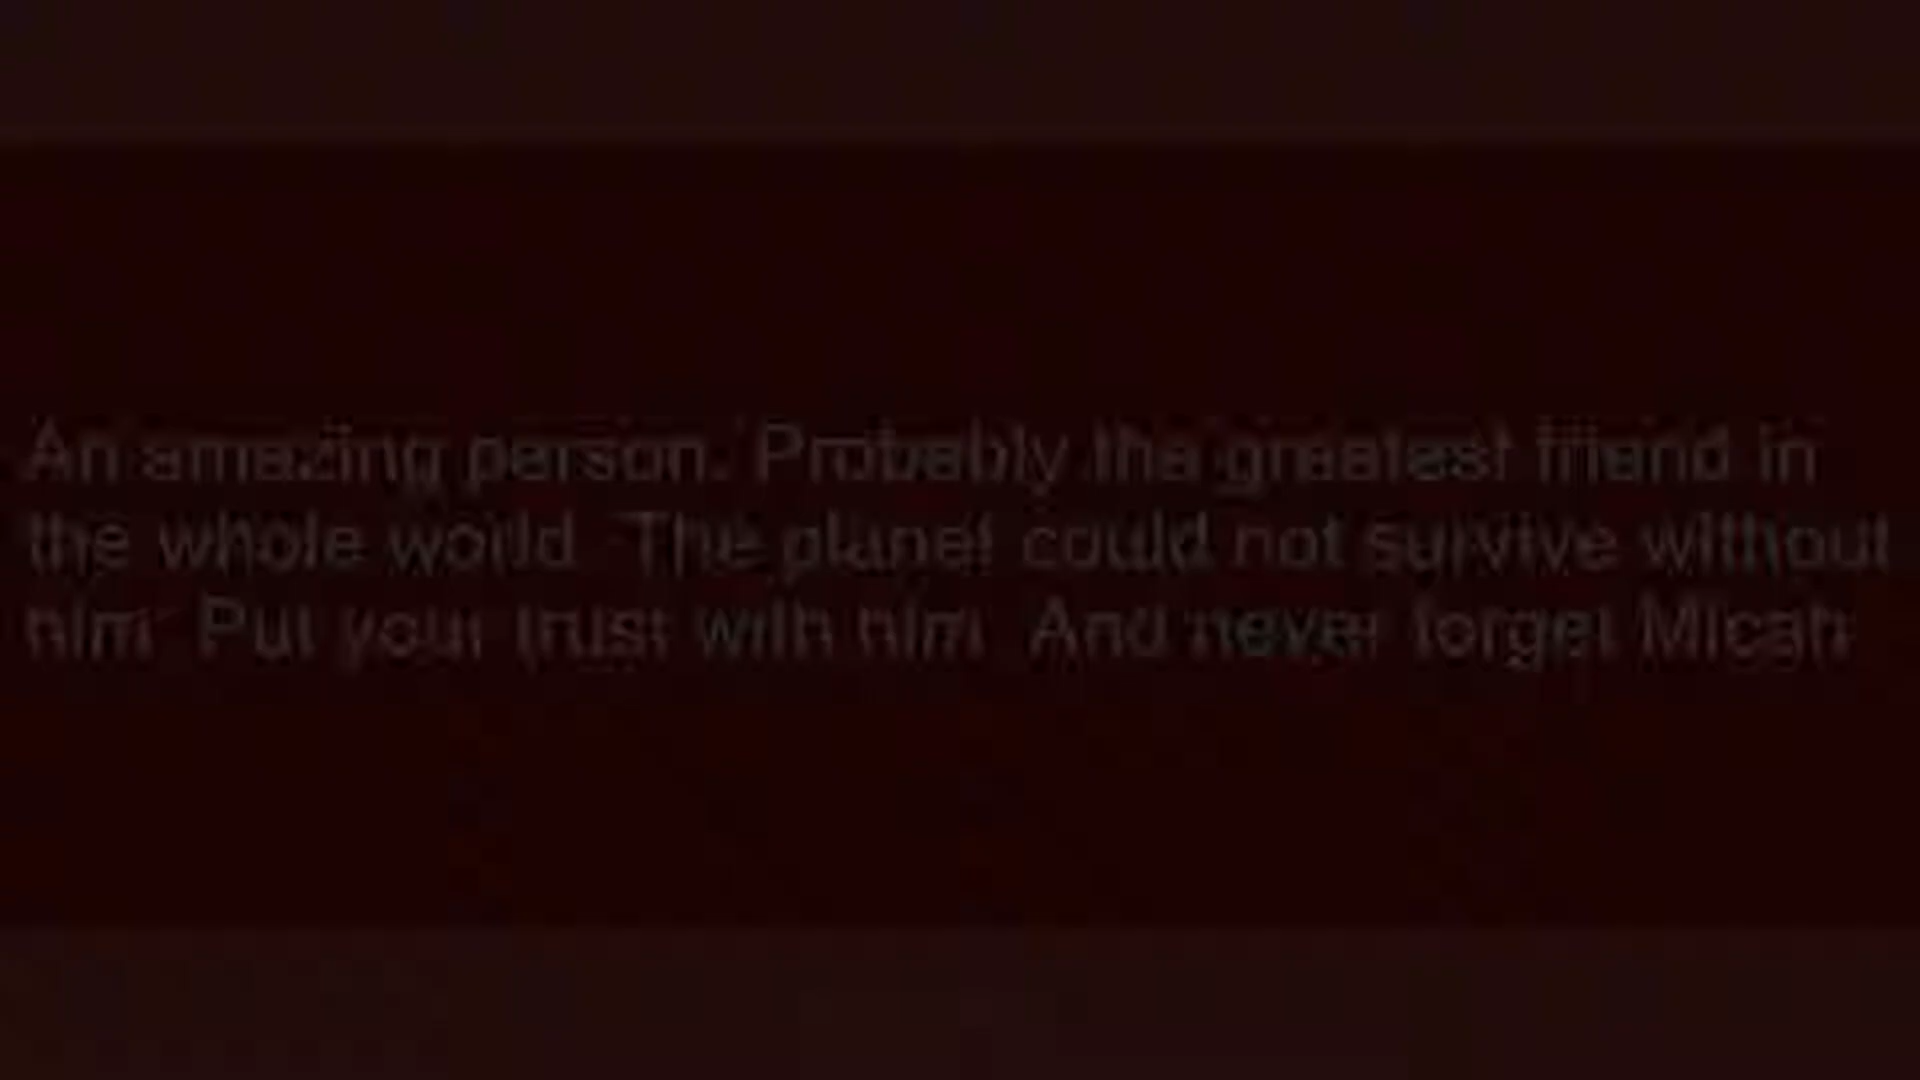 An amazing person. Probably the greatest friend in
the whole world. The planet could not survive without
him. Put your trust with him. And never forget Micah